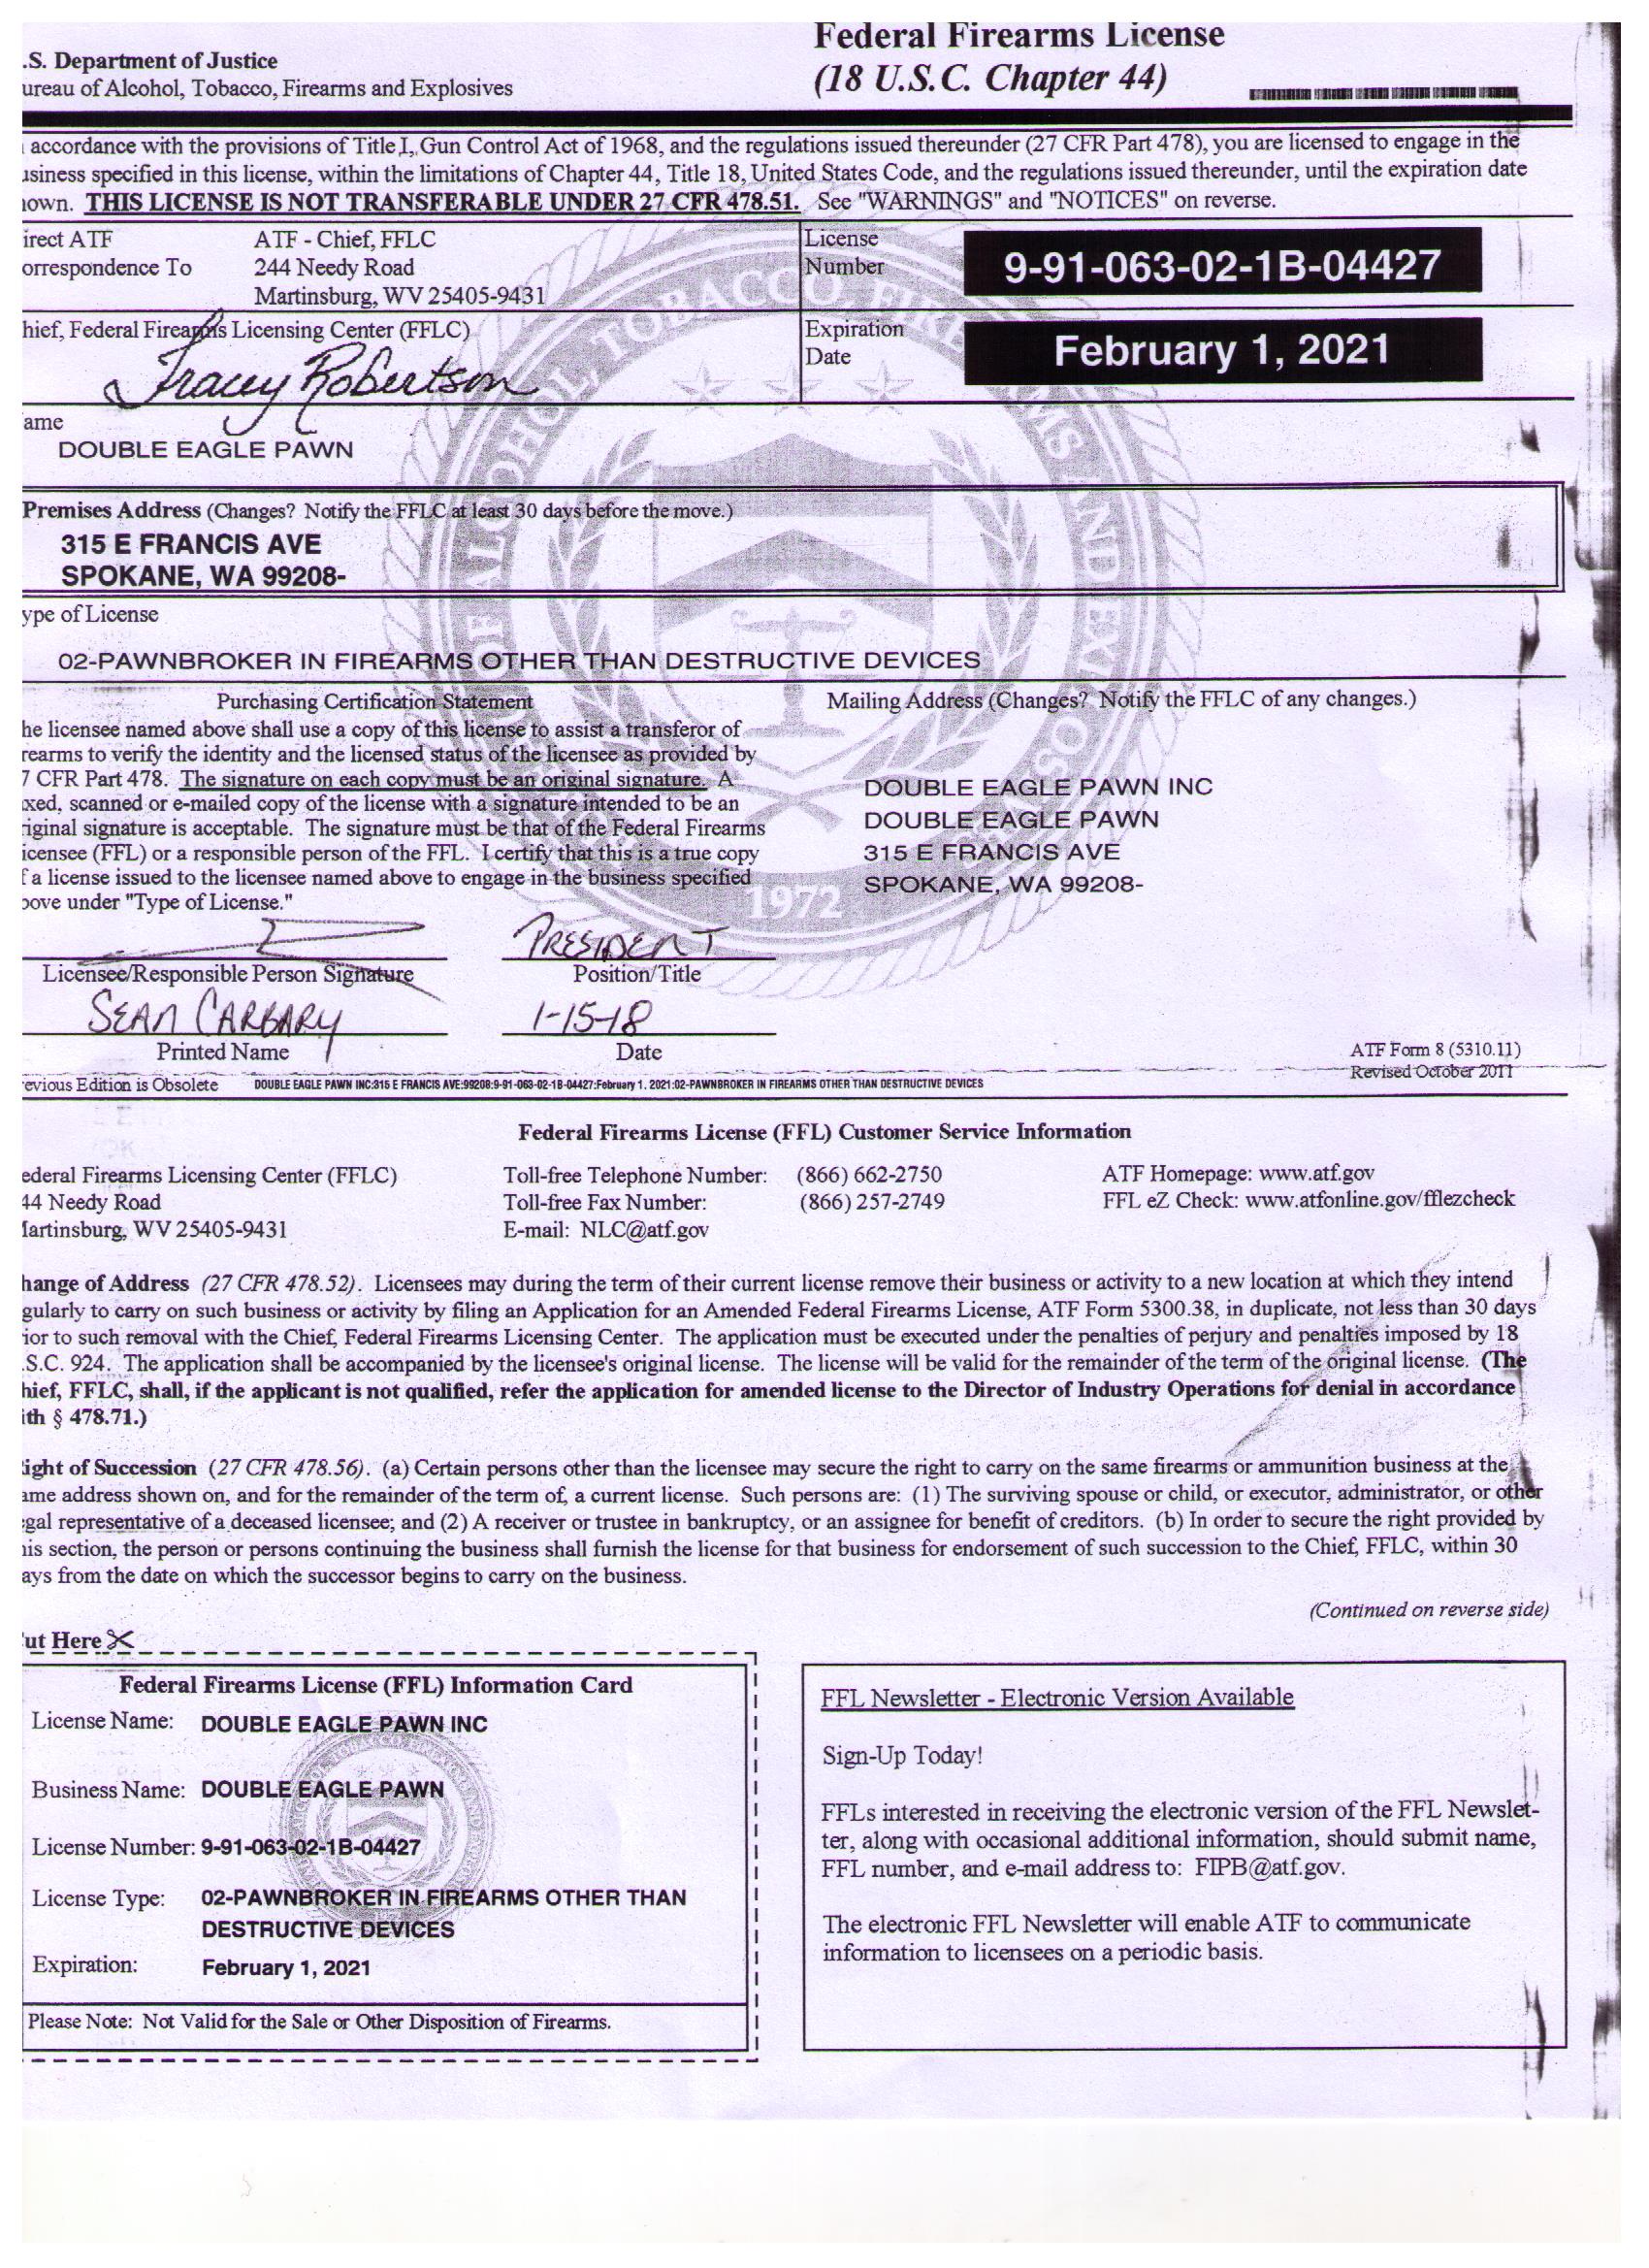 Federal Firearms License
.S. Department of Justice
ureau of Alcohol, Tobacco, Firearms and Explosives
(18 U.S.C. Chapter 44)
accordance with the provisions of Title I, Gun Control Act of 1968, and the regulations issued thereunder (27 CFR Part 478), you are licensed to engage in the
usiness specified in this license, within the limitations of Chapter 44, Title 18, United States Code, and the regulations issued thereunder, until the expiration date
own. THIS LICENSE IS NOT TRANSFERABLE UNDER 27 CFR 478.51. See "WARNINGS" and "NOTICES" on reverse.
irect ATF
orrespondence To
ATF - Chief, FFLC
244 Needy Road
Martinsburg, WV 25405-9431
License
Number
9-91-063-02-1B-04427
hief, Federal Firearms Licensing Center (FFLC)
Tracey Robertson
Expiration
Date
February 1, 2021
ame
DOUBLE EAGLE PAWN
Premises Address (Changes? Notify the FFLC at least 30 days before the move.)
315 E FRANCIS AVE
SPOKANE, WA 99208-
ype of License
02-PAWNBROKER IN FIREARMS OTHER THAN DESTRUCTIVE DEVICES
Purchasing Certification Statement
he licensee named above shall use a copy of this license to assist a transferor of
rearms to verify the identity and the licensed status of the licensee as provided by
7 CFR Part 478. The signature on each copy must be an original signature. A
xed, scanned or e-mailed copy of the license with a signature intended to be an
riginal signature is acceptable. The signature must be that of the Federal Firearms
icensee (FFL) or a responsible person of the FFL. I certify that this is a true copy
f a license issued to the licensee named above to engage in the business specified
bove under "Type of License."
Mailing Address (Changes? Notify the FFLC of any changes.)
DOUBLE EAGLE PAWN INC
DOUBLE EAGLE PAWN
315 E FRANCIS AVE
SPOKANE, WA 99208-
1972
PRESIDENT
Licensee/Responsible Person Signature
Position/Title
SEAN CARBARY
1-15-18
Printed Name
Date
ATF Form 8 (5310.11)
Revised October 2011
evious Edition is Obsolete
DOUBLE EAGLE PAWN INC:315 E FRANCIS AVE:99208:9-91-063-02-1B-04427:February 1, 2021:02-PAWNBROKER IN FIREARMS OTHER THAN DESTRUCTIVE DEVICES
Federal Firearms License (FFL) Customer Service Information
ederal Firearms Licensing Center (FFLC)
44 Needy Road
artinsburg, WV 25405-9431
Toll-free Telephone Number: (866) 662-2750
Toll-free Fax Number: (866) 257-2749
E-mail: NLC@atf.gov
ATF Homepage: www.atf.gov
FFL eZ Check: www.atfonline.gov/fflezcheck
hange of Address (27 CFR 478.52). Licensees may during the term of their current license remove their business or activity to a new location at which they intend
gularly to carry on such business or activity by filing an Application for an Amended Federal Firearms License, ATF Form 5300.38, in duplicate, not less than 30 days
ior to such removal with the Chief, Federal Firearms Licensing Center. The application must be executed under the penalties of perjury and penalties imposed by 18
.S.C. 924. The application shall be accompanied by the licensee's original license. The license will be valid for the remainder of the term of the original license. (The
hief, FFLC, shall, if the applicant is not qualified, refer the application for amended license to the Director of Industry Operations for denial in accordance
ith § 478.71.)
ight of Succession (27 CFR 478.56). (a) Certain persons other than the licensee may secure the right to carry on the same firearms or ammunition business at the
ame address shown on, and for the remainder of the term of, a current license. Such persons are: (1) The surviving spouse or child, or executor, administrator, or other
gal representative of a deceased licensee; and (2) A receiver or trustee in bankruptcy, or an assignee for benefit of creditors. (b) In order to secure the right provided by
is section, the person or persons continuing the business shall furnish the license for that business for endorsement of such succession to the Chief, FFLC, within 30
ays from the date on which the successor begins to carry on the business.
(Continued on reverse side)
ut Here
Federal Firearms License (FFL) Information Card
License Name: DOUBLE EAGLE PAWN INC
Business Name: DOUBLE EAGLE PAWN
License Number: 9-91-063-02-1B-04427
License Type: 02-PAWNBROKER IN FIREARMS OTHER THAN
DESTRUCTIVE DEVICES
Expiration: February 1, 2021
Please Note: Not Valid for the Sale or Other Disposition of Firearms.
FFL Newsletter - Electronic Version Available
Sign-Up Today!
FFLs interested in receiving the electronic version of the FFL Newslet-
ter, along with occasional additional information, should submit name,
FFL number, and e-mail address to: FIPB@atf.gov.
The electronic FFL Newsletter will enable ATF to communicate
information to licensees on a periodic basis.